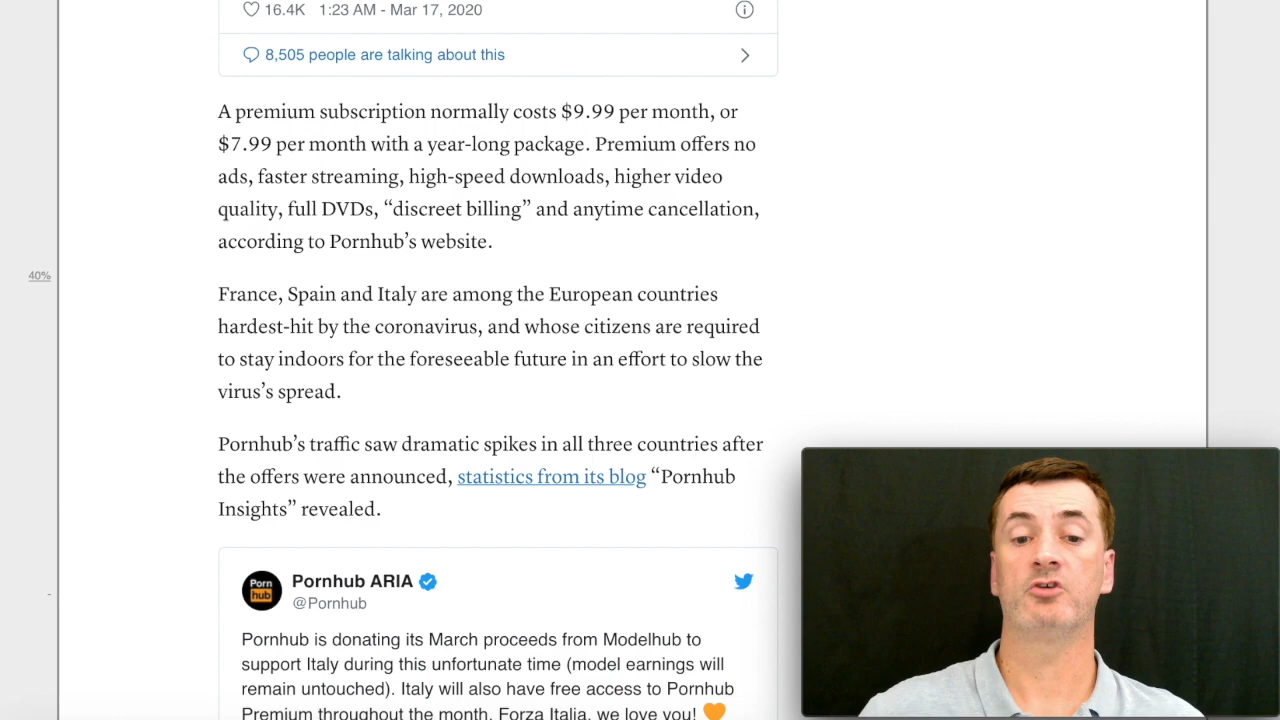 16.4K 1:23 AM - Mar 17, 2020
8,505 people are talking about this
A premium subscription normally costs $9.99 per month, or
$7.99 per month with a year-long package. Premium offers no
ads, faster streaming, high-speed downloads, higher video
quality, full DVDs, “discreet billing” and anytime cancellation,
according to Pornhub’s website.
40%
France, Spain and Italy are among the European countries
hardest-hit by the coronavirus, and whose citizens are required
to stay indoors for the foreseeable future in an effort to slow the
virus’s spread.
Pornhub’s traffic saw dramatic spikes in all three countries after
the offers were announced, statistics from its blog “Pornhub
Insights” revealed.
Porn
hub
Pornhub ARIA
@Pornhub
Pornhub is donating its March proceeds from Modelhub to
support Italy during this unfortunate time (model earnings will
remain untouched). Italy will also have free access to Pornhub
Premium throughout the month. Forza Italia, we love you! 🧡